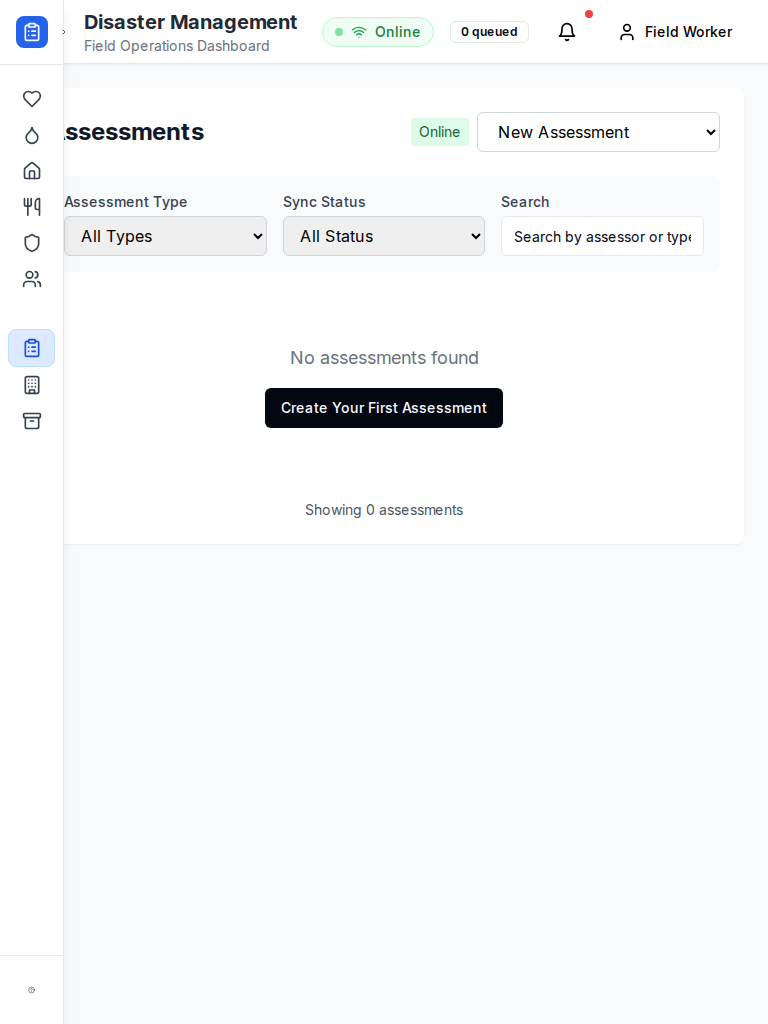 Disaster Management
Field Operations Dashboard
Online
0 queued
Field Worker
ssessments
Online
New Assessment
Assessment Type
Sync Status
Search
All Types
All Status
Search by assessor or type
No assessments found
Create Your First Assessment
Showing 0 assessments